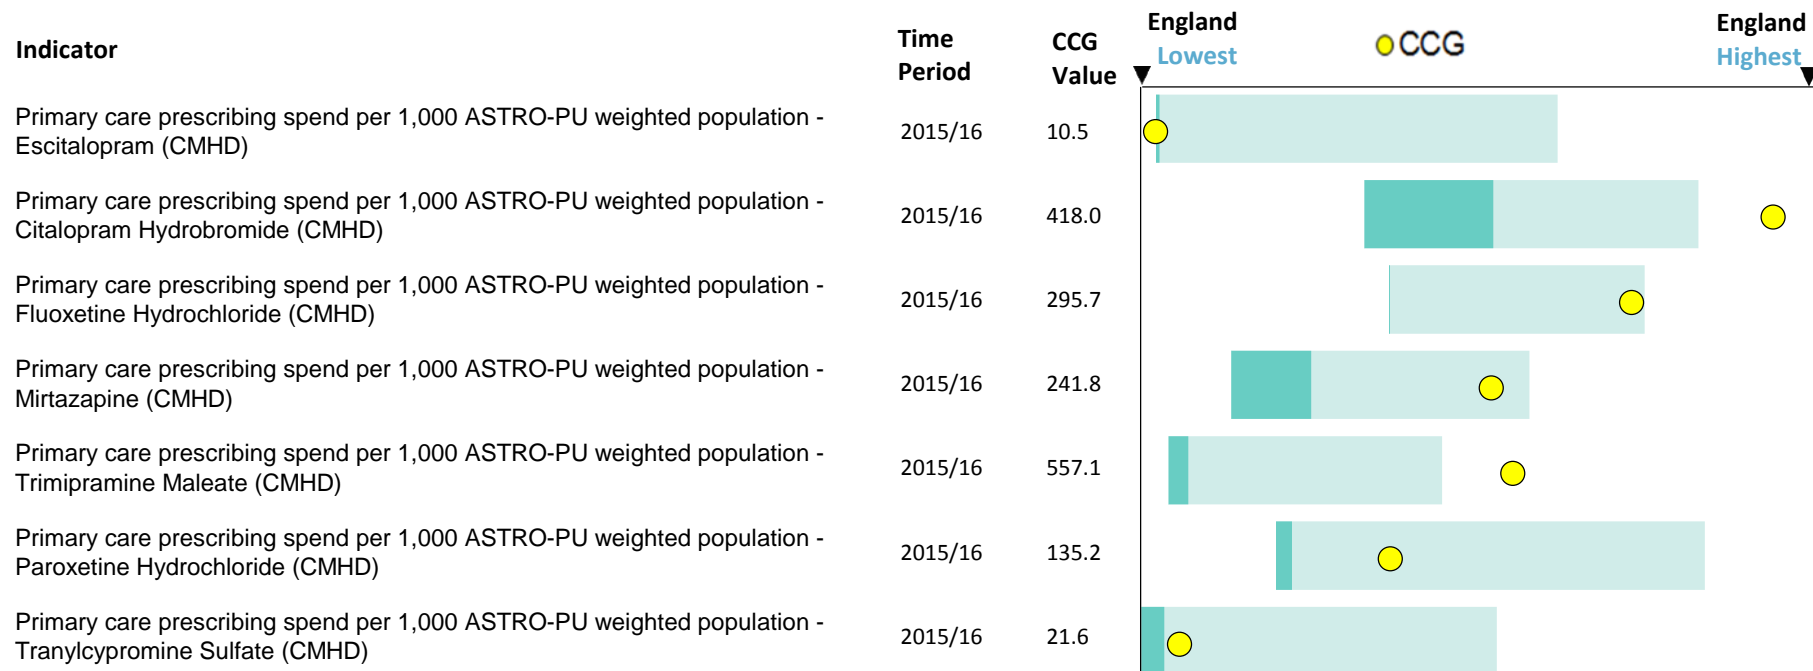 Indicator
Time Period
CCG Value
England Lowest
CCG
England Highest
Primary care prescribing spend per 1,000 ASTRO-PU weighted population -
Escitalopram (CMHD)
2015/16
10.5
Primary care prescribing spend per 1,000 ASTRO-PU weighted population -
Citalopram Hydrobromide (CMHD)
2015/16
418.0
Primary care prescribing spend per 1,000 ASTRO-PU weighted population -
Fluoxetine Hydrochloride (CMHD)
2015/16
295.7
Primary care prescribing spend per 1,000 ASTRO-PU weighted population -
Mirtazapine (CMHD)
2015/16
241.8
Primary care prescribing spend per 1,000 ASTRO-PU weighted population -
Trimipramine Maleate (CMHD)
2015/16
557.1
Primary care prescribing spend per 1,000 ASTRO-PU weighted population -
Paroxetine Hydrochloride (CMHD)
2015/16
135.2
Primary care prescribing spend per 1,000 ASTRO-PU weighted population -
Tranylcypromine Sulfate (CMHD)
2015/16
21.6